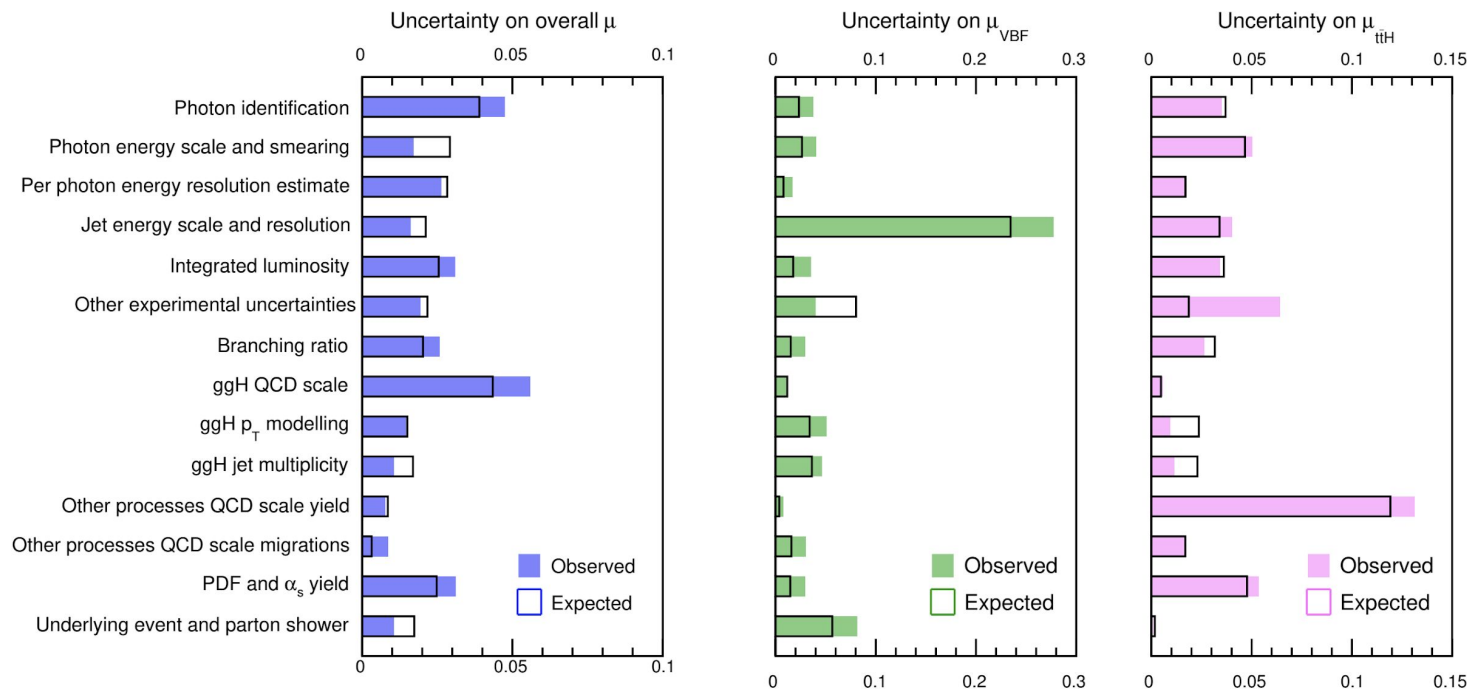 Uncertainty on overall μ
Uncertainty on μ_VBF
Uncertainty on μ_tt̄H
0 0.05 0.1
0 0.1 0.2 0.3
0 0.05 0.1 0.15
Photon identification
Photon energy scale and smearing
Per photon energy resolution estimate
Jet energy scale and resolution
Integrated luminosity
Other experimental uncertainties
Branching ratio
ggH QCD scale
ggH p_T modelling
ggH jet multiplicity
Other processes QCD scale yield
Other processes QCD scale migrations
PDF and α_s yield
Underlying event and parton shower
Observed
Expected
Observed
Expected
Observed
Expected
0 0.05 0.1
0 0.1 0.2 0.3
0 0.05 0.1 0.15